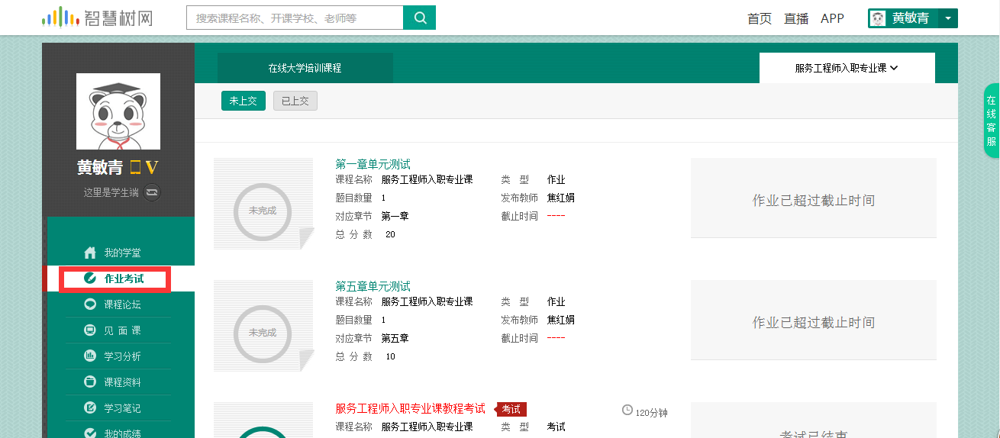 智慧树网
搜索课程名称、开课学校、老师等
首页 直播 APP 黄敏青
在线大学培训课程
服务工程师入职专业课
未上交 已上交
黄敏青 V
这里是学生端
我的学堂
作业考试
课程论坛
见 面 课
学习分析
课程资料
学习笔记
我的成绩
第一章单元测试
未完成
课程名称 服务工程师入职专业课 类 型 作业
题目数量 1 发布教师 焦红娟
对应章节 第一章 截止时间 ----
总 分 数 20
作业已超过截止时间
第五章单元测试
未完成
课程名称 服务工程师入职专业课 类 型 作业
题目数量 1 发布教师 焦红娟
对应章节 第五章 截止时间 ----
总 分 数 10
作业已超过截止时间
服务工程师入职专业课教程考试 考试 120分钟
课程名称 服务工程师入职专业课 类 型 考试
考试已结束
在线客服